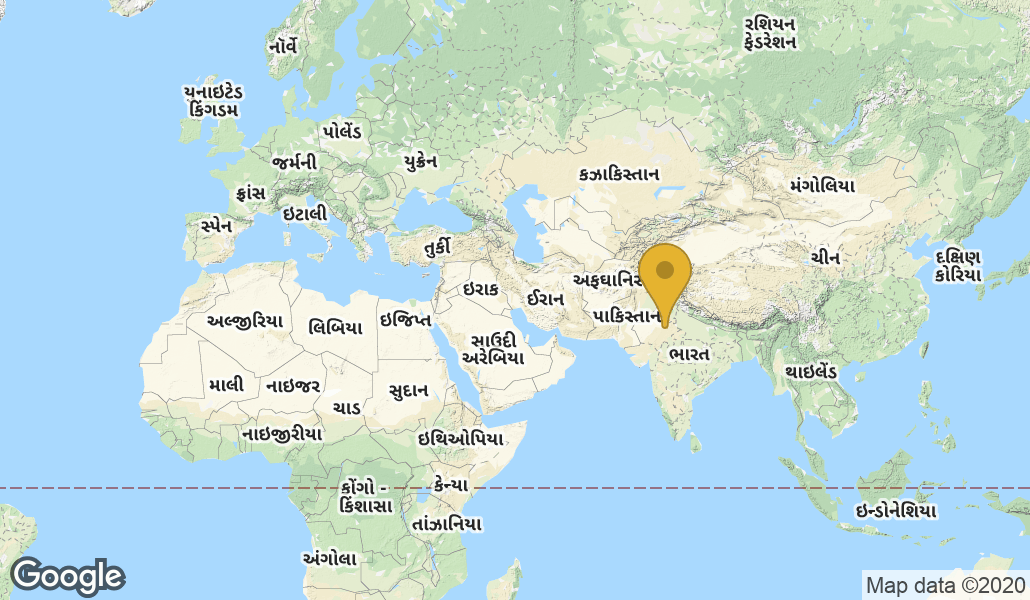 રશિયન
ફેડરેશન
નૉર્વે
યુનાઇટેડ
કિંગડમ
પોલેંડ
જર્મની
યુક્રેન
કઝાકિસ્તાન
મંગોલિયા
ફ્રાંસ
ઇટાલી
સ્પેન
તુર્કી
ચીન
દક્ષિણ
કોરિયા
અફઘાનિસ
ઇરાક
ઈરાન
પાકિસ્તાન
અલ્જીરિયા
લિબિયા
ઇજિપ્ત
સાઉદી
અરેબિયા
ભારત
થાઇલેંડ
માલી
નાઇજર
સુદાન
ચાડ
નાઇજીરીયા
ઇથિઓપિયા
કેન્યા
કોંગો -
કિંશાસા
તાંઝાનિયા
ઇન્ડોનેશિયા
અંગોલા
Google
Map data ©2020